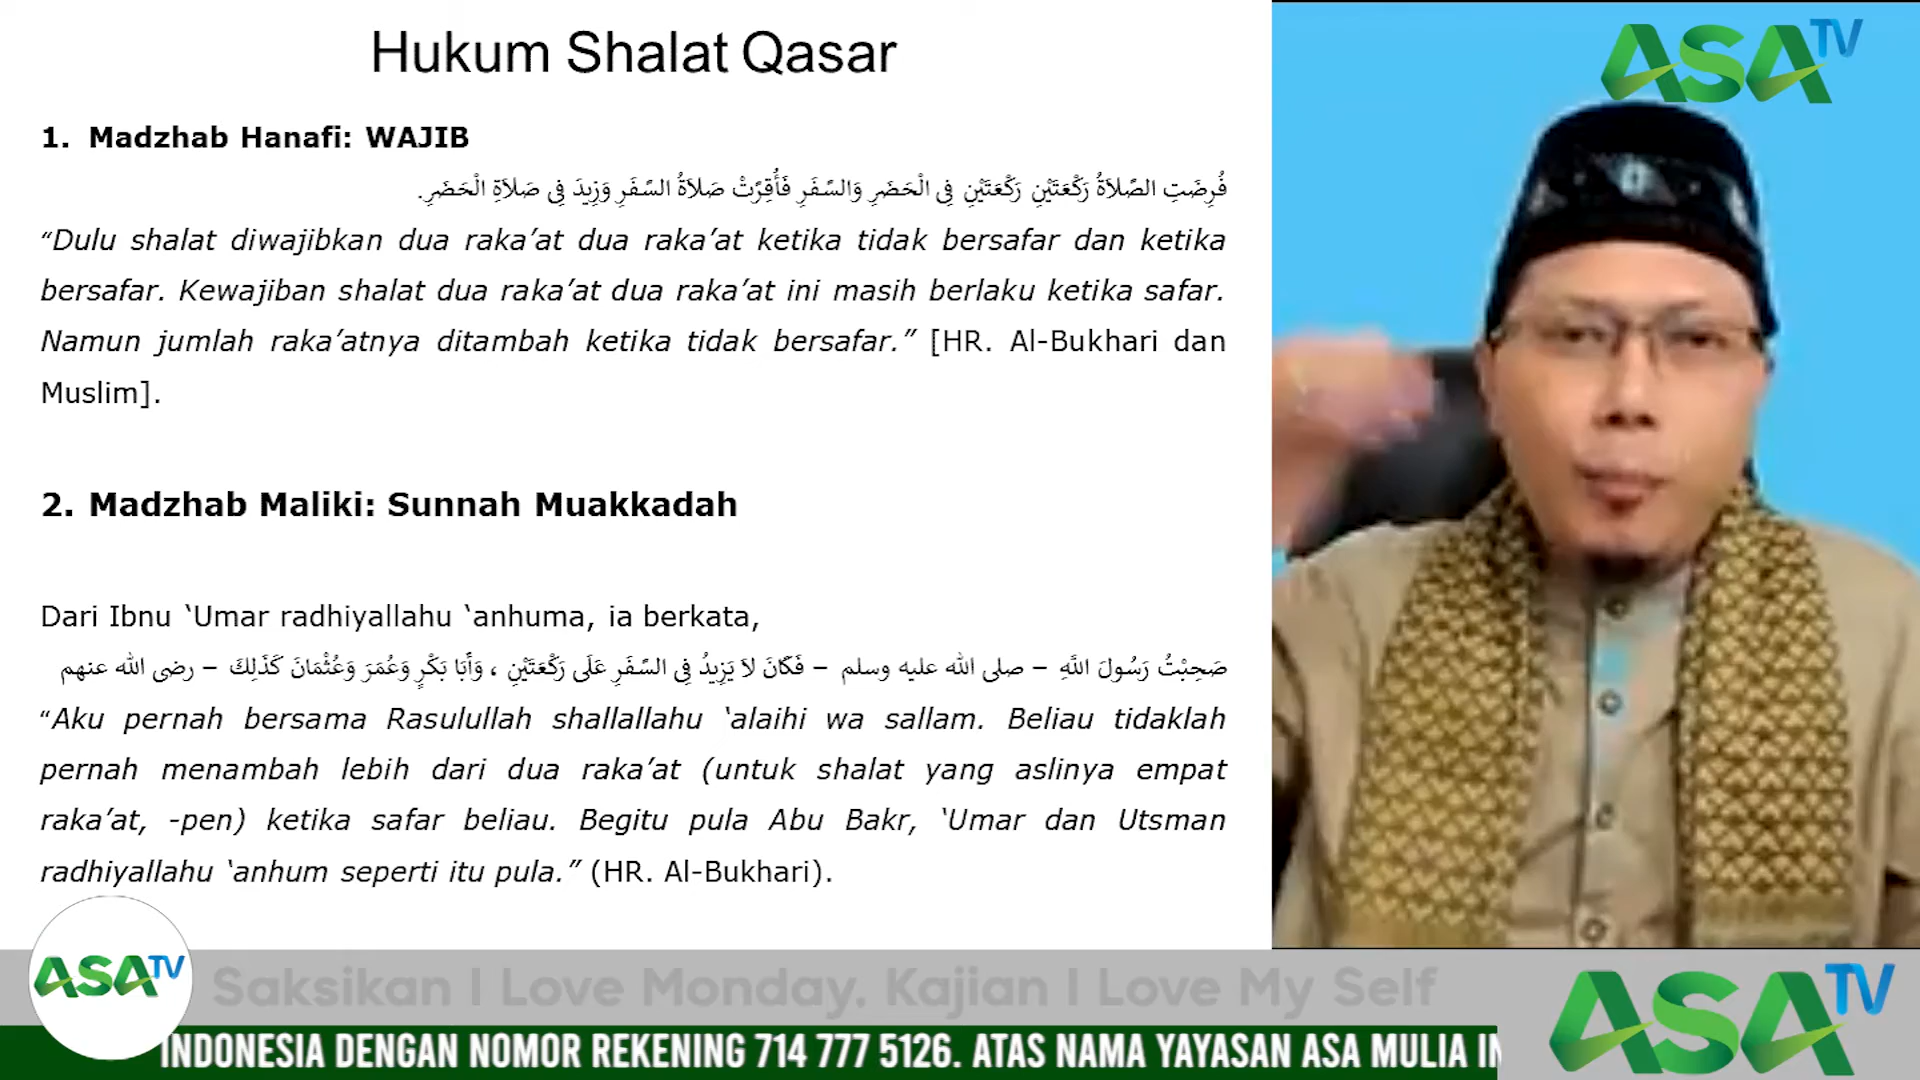 Hukum Shalat Qasar
1. Madzhab Hanafi: WAJIB
فُرِضَتِ الصَّلاَةُ رَكْعَتَيْنِ رَكْعَتَيْنِ فِى الْحَضَرِ وَالسَّفَرِ فَأُقِرَّتْ صَلاَةُ السَّفَرِ وَزِيدَ فِى صَلاَةِ الْحَضَرِ.
“Dulu shalat diwajibkan dua raka’at dua raka’at ketika tidak bersafar dan ketika
bersafar. Kewajiban shalat dua raka’at dua raka’at ini masih berlaku ketika safar.
Namun jumlah raka’atnya ditambah ketika tidak bersafar.” [HR. Al-Bukhari dan
Muslim].
2. Madzhab Maliki: Sunnah Muakkadah
Dari Ibnu ‘Umar radhiyallahu ‘anhuma, ia berkata,
صَحِبْتُ رَسُولَ اللَّهِ – صلى الله عليه وسلم – فَكَانَ لاَ يَزِيدُ فِى السَّفَرِ عَلَى رَكْعَتَيْنِ ، وَأَبَا بَكْرٍ وَعُمَرَ وَعُثْمَانَ كَذَلِكَ – رضى الله عنهم
“Aku pernah bersama Rasulullah shallallahu ‘alaihi wa sallam. Beliau tidaklah
pernah menambah lebih dari dua raka’at (untuk shalat yang aslinya empat
raka’at, -pen) ketika safar beliau. Begitu pula Abu Bakr, ‘Umar dan Utsman
radhiyallahu ‘anhum seperti itu pula.” (HR. Al-Bukhari).
ASA TV
ASA TV
Saksikan I Love Monday, Kajian I Love My Self
INDONESIA DENGAN NOMOR REKENING 714 777 5126. ATAS NAMA YAYASAN ASA MULIA IN
ASA TV